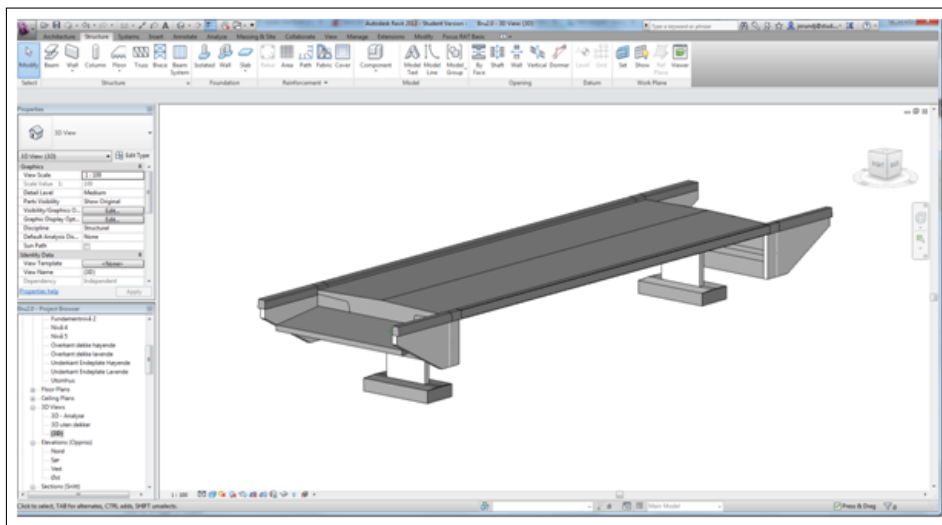 Autodesk Revit 2012 - Student Version - Bru2.0 - 3D View: {3D}
Type a keyword or phrase
Architecture Structure Systems Insert Annotate Analyze Massing & Site Collaborate View Manage Extensions Modify
Modify Beam Wall Column Floor Truss Brace Beam System Isolated Wall Slab Rebar Area Path Fabric Cover Component Model Text Model Line Model Group By Face Shaft Wall Vertical Dormer Level Grid Set Show Ref Plane Viewer
Select Structure Foundation Reinforcement Model Opening Datum Work Plane
Properties
3D View
3D View: {3D} Edit Type
Graphics
View Scale 1 : 100
Scale Value 1: 100
Detail Level Medium
Parts Visibility Show Original
Visibility/Graphics O... Edit...
Graphic Display Opt... Edit...
Discipline Structural
Default Analysis Dis... None
Sun Path
Identity Data
View Template <None>
View Name {3D}
Dependency Independent
Properties help Apply
Bru2.0 - Project Browser
Fundamentnivå 2
Nivå 4
Nivå 5
Overkant dekke høyende
Overkant dekke lavende
Underkant Endeplate Høyende
Underkant Endeplate Lavende
Utomhus
Floor Plans
Ceiling Plans
3D Views
3D - Analyse
3D uten dekker
{3D}
Elevations (Oppriss)
Nord
Sør
Vest
Øst
Sections (Snitt)
1 : 100
Click to select, TAB for alternates, CTRL adds, SHIFT unselects.
Main Model
Press & Drag
RIGHT